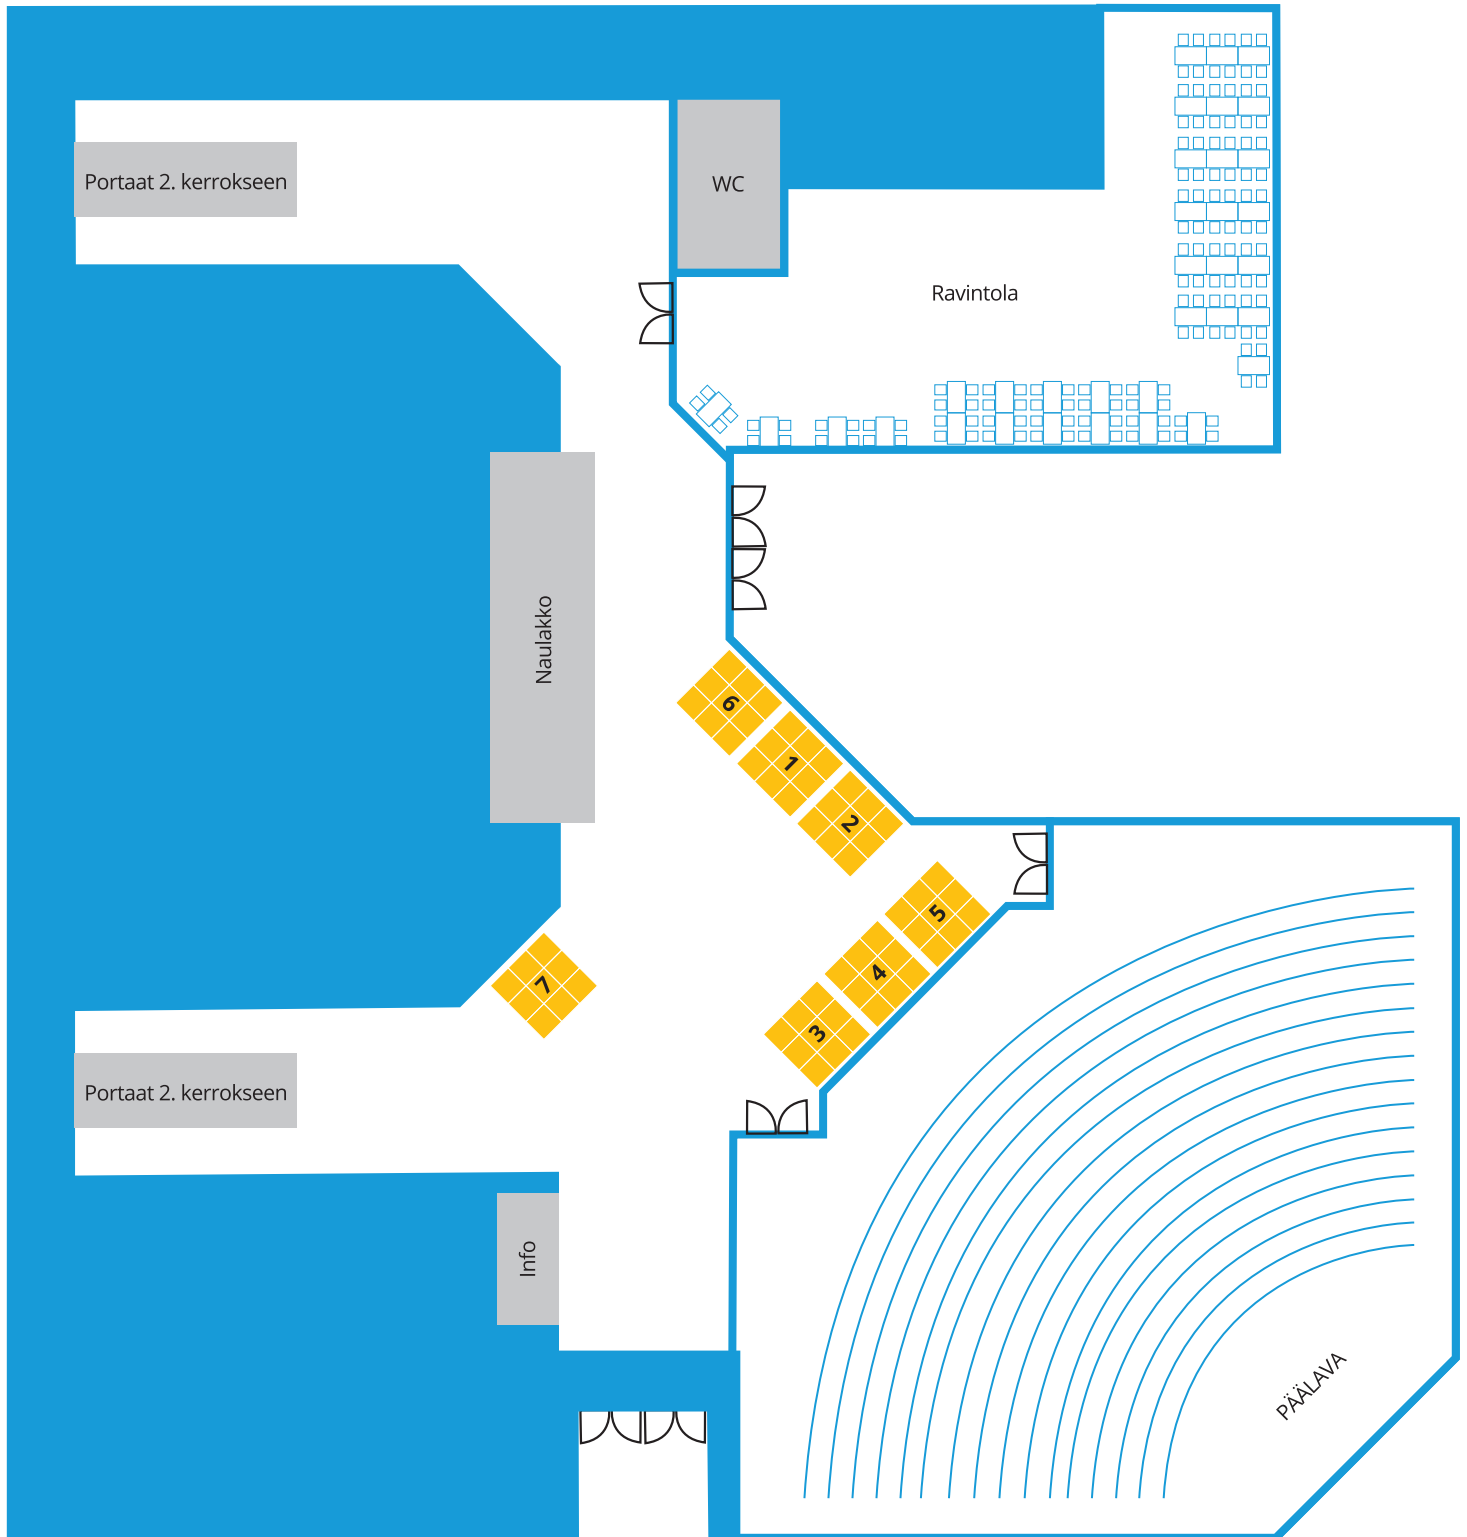 Portaat 2. kerrokseen
WC
Ravintola
Naulakko
6
1
2
5
4
3
7
Portaat 2. kerrokseen
Info
PÄÄLAVA